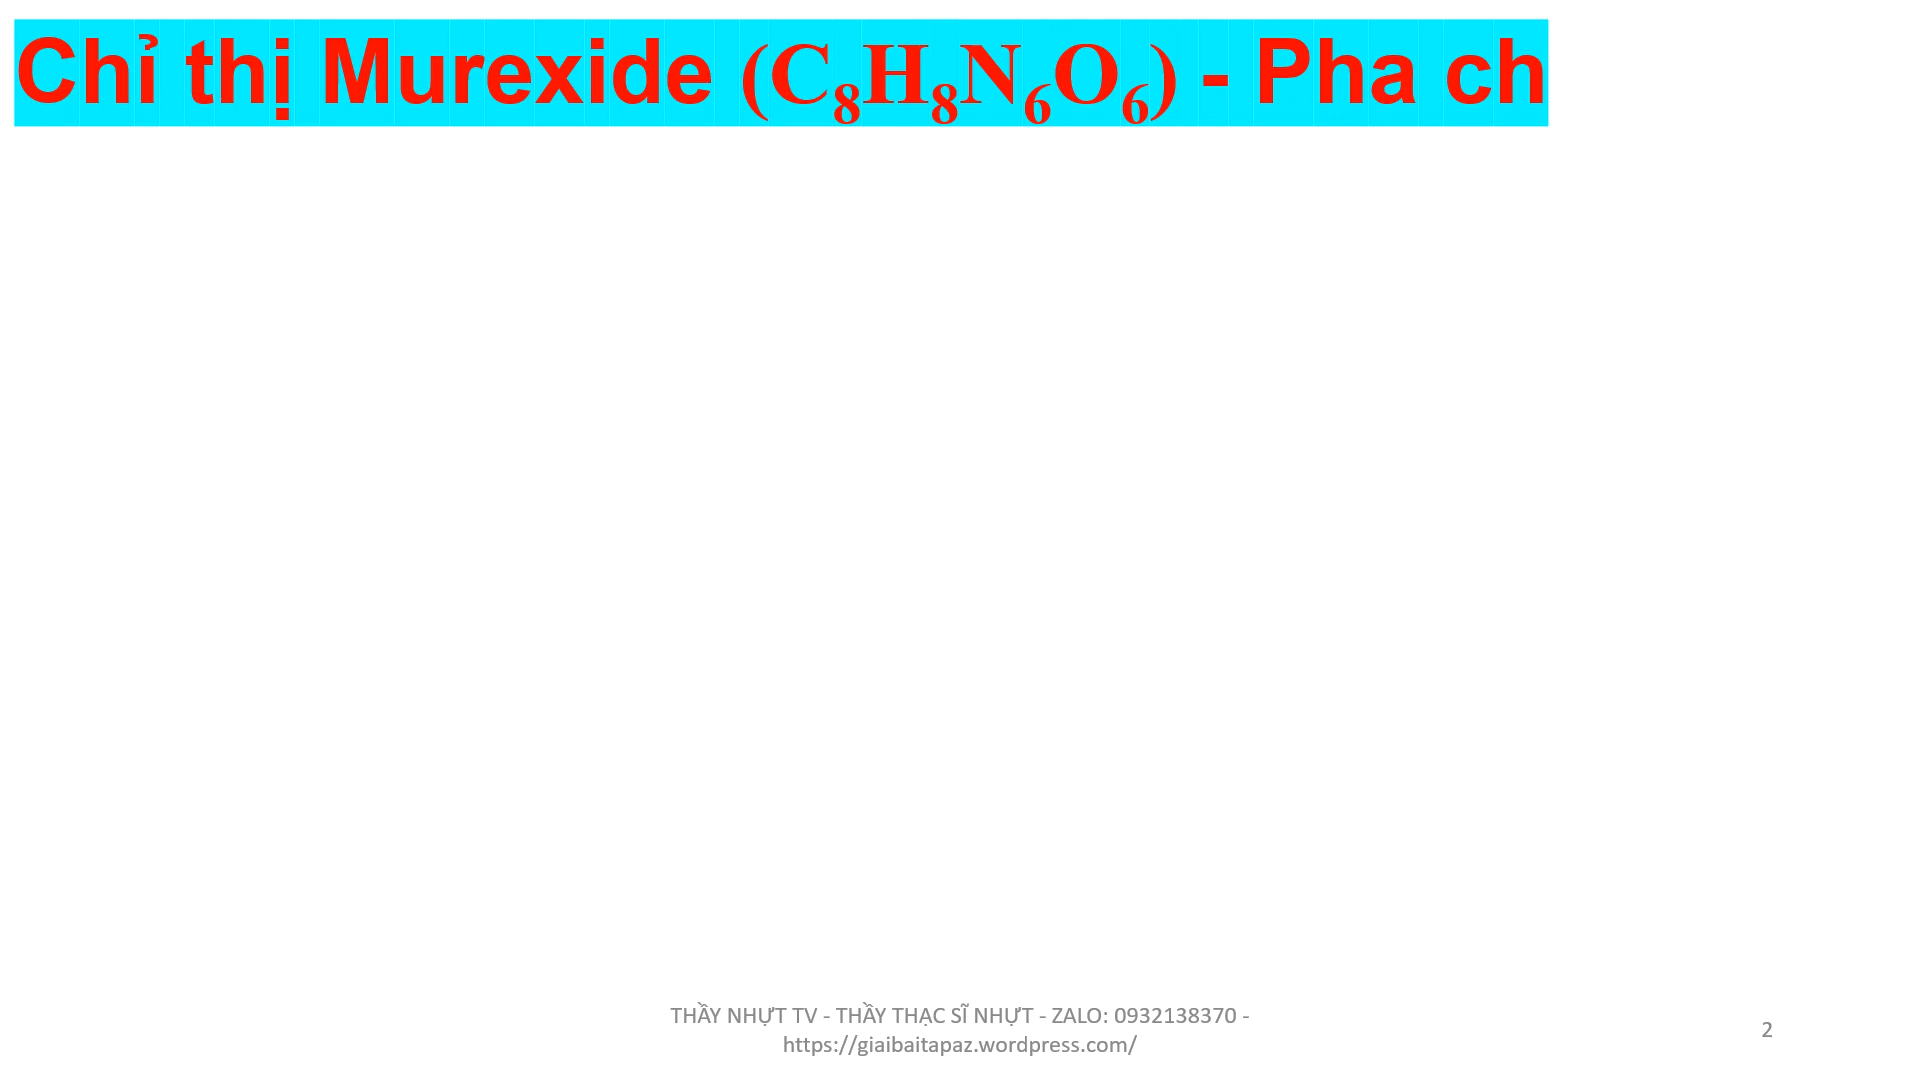 Chỉ thị Murexide (C₈H₈N₆O₆) - Pha ch
THẦY NHỰT TV - THẦY THẠC SĨ NHỰT - ZALO: 0932138370 -
https://giaibaitapaz.wordpress.com/
2